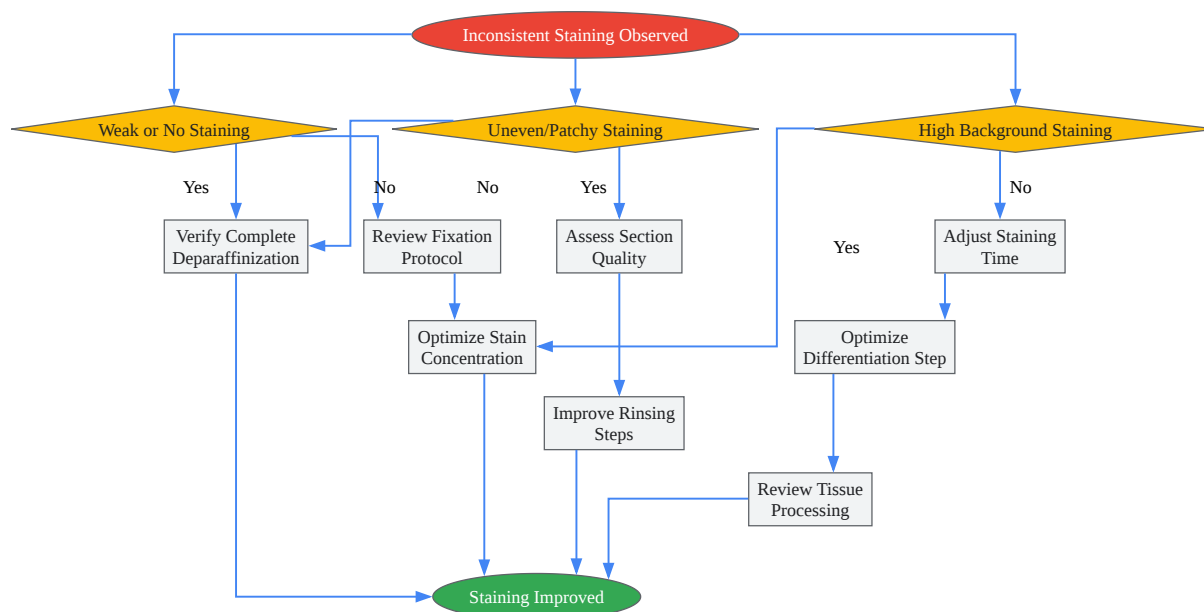 Inconsistent Staining Observed
Weak or No Staining
Uneven/Patchy Staining
High Background Staining
Yes
No
No
Yes
No
Verify Complete
Deparaffinization
Review Fixation
Protocol
Assess Section
Quality
Yes
Adjust Staining
Time
Optimize Stain
Concentration
Optimize
Differentiation Step
Improve Rinsing
Steps
Review Tissue
Processing
Staining Improved